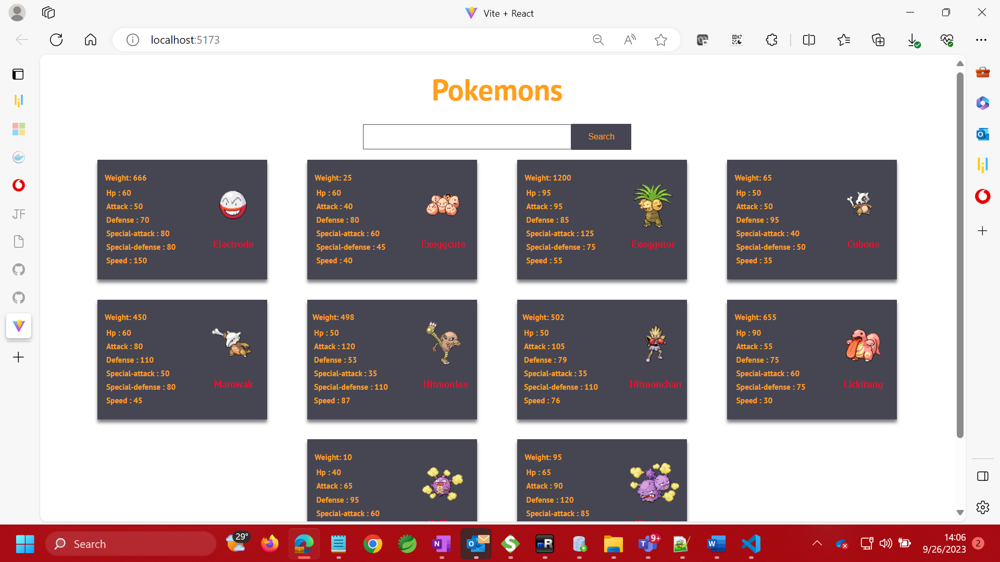 Vite + React
localhost:5173
Pokemons
Search
Weight: 666
Hp : 60
Attack : 50
Defense : 70
Special-attack : 80
Special-defense : 80
Speed : 150
Electrode
Weight: 25
Hp : 60
Attack : 40
Defense : 80
Special-attack : 60
Special-defense : 45
Speed : 40
Exeggcute
Weight: 1200
Hp : 95
Attack : 95
Defense : 85
Special-attack : 125
Special-defense : 75
Speed : 55
Exeggutor
Weight: 65
Hp : 50
Attack : 50
Defense : 95
Special-attack : 40
Special-defense : 50
Speed : 35
Cubone
Weight: 450
Hp : 60
Attack : 80
Defense : 110
Special-attack : 50
Special-defense : 80
Speed : 45
Marowak
Weight: 498
Hp : 50
Attack : 120
Defense : 53
Special-attack : 35
Special-defense : 110
Speed : 87
Hitmonlee
Weight: 502
Hp : 50
Attack : 105
Defense : 79
Special-attack : 35
Special-defense : 110
Speed : 76
Hitmonchan
Weight: 655
Hp : 90
Attack : 55
Defense : 75
Special-attack : 60
Special-defense : 75
Speed : 30
Lickitung
Weight: 10
Hp : 40
Attack : 65
Defense : 95
Special-attack : 60
Weight: 95
Hp : 65
Attack : 90
Defense : 120
Special-attack : 85
JF
Search
29°
9+
14:06
9/26/2023
2